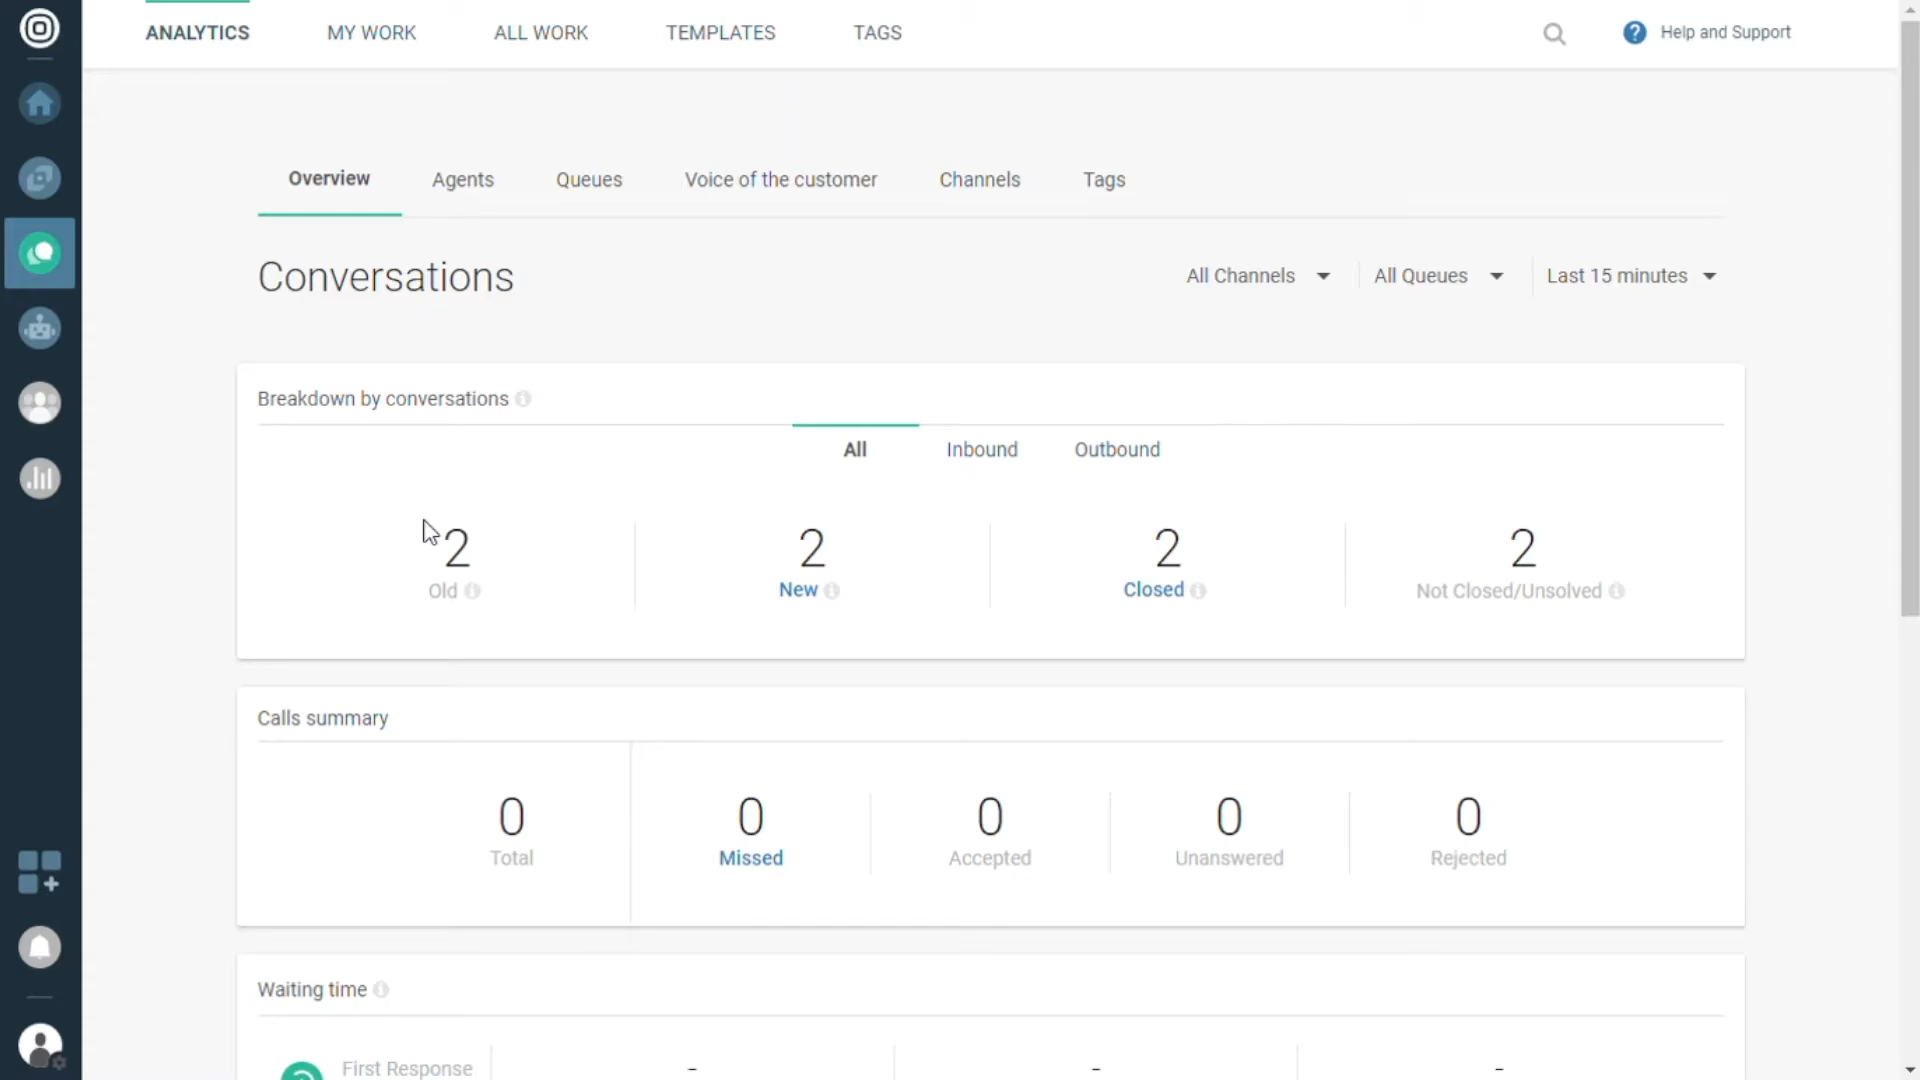 ANALYTICS MY WORK ALL WORK TEMPLATES TAGS Help and Support
Overview Agents Queues Voice of the customer Channels Tags
Conversations All Channels All Queues Last 15 minutes
Breakdown by conversations
All Inbound Outbound
2 2 2 2
Old New Closed Not Closed/Unsolved
Calls summary
0 0 0 0 0
Total Missed Accepted Unanswered Rejected
Waiting time
First Response - - -